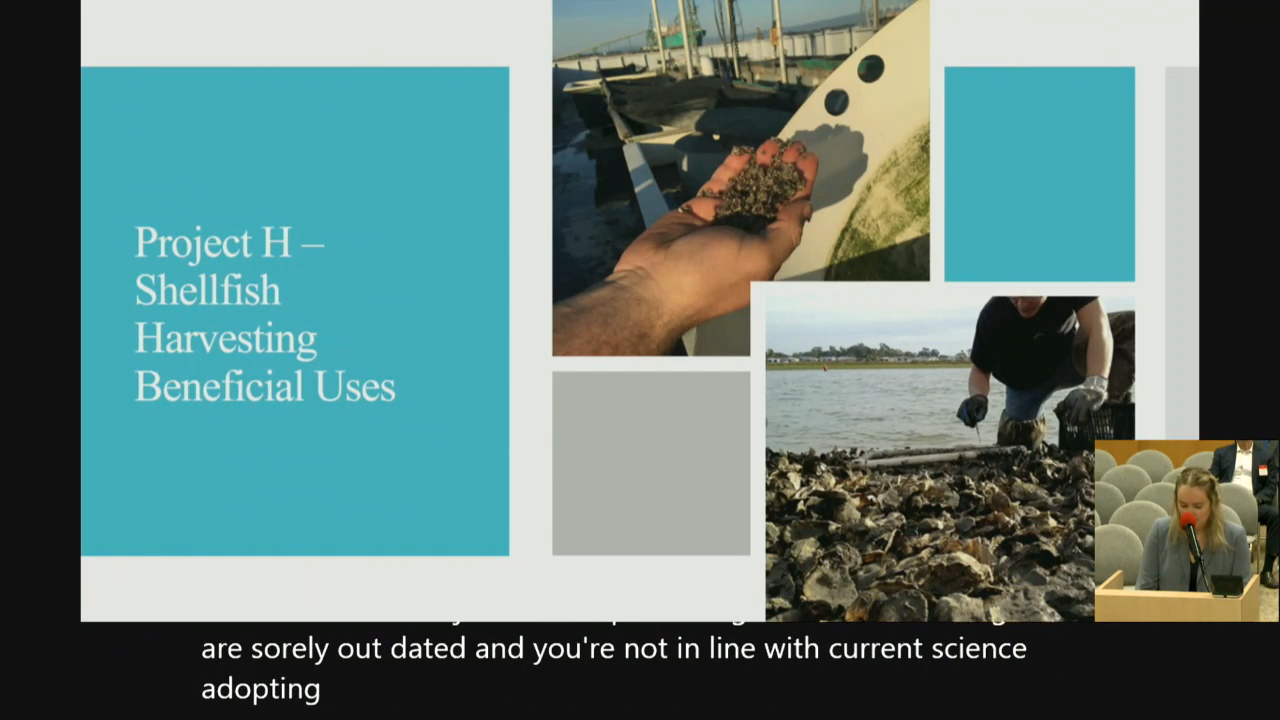 Project H –
Shellfish
Harvesting
Beneficial Uses
are sorely out dated and you're not in line with current science
adopting